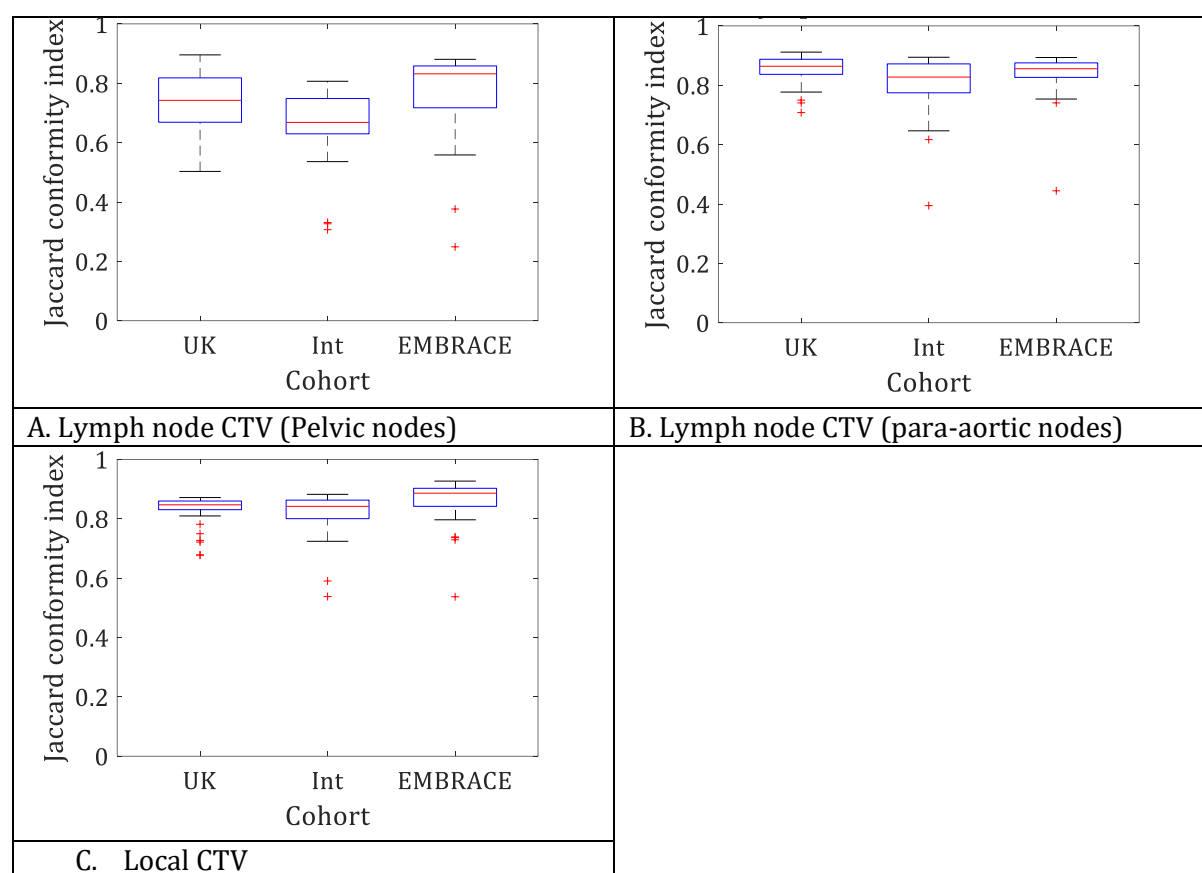 Jaccard conformity index
1
0.8
0.6
0.4
0.2
0
UK Int EMBRACE
Cohort
Jaccard conformity index
1
0.8
0.6
0.4
0.2
0
UK Int EMBRACE
Cohort
A. Lymph node CTV (Pelvic nodes)
B. Lymph node CTV (para-aortic nodes)
Jaccard conformity index
1
0.8
0.6
0.4
0.2
0
UK Int EMBRACE
Cohort
C. Local CTV